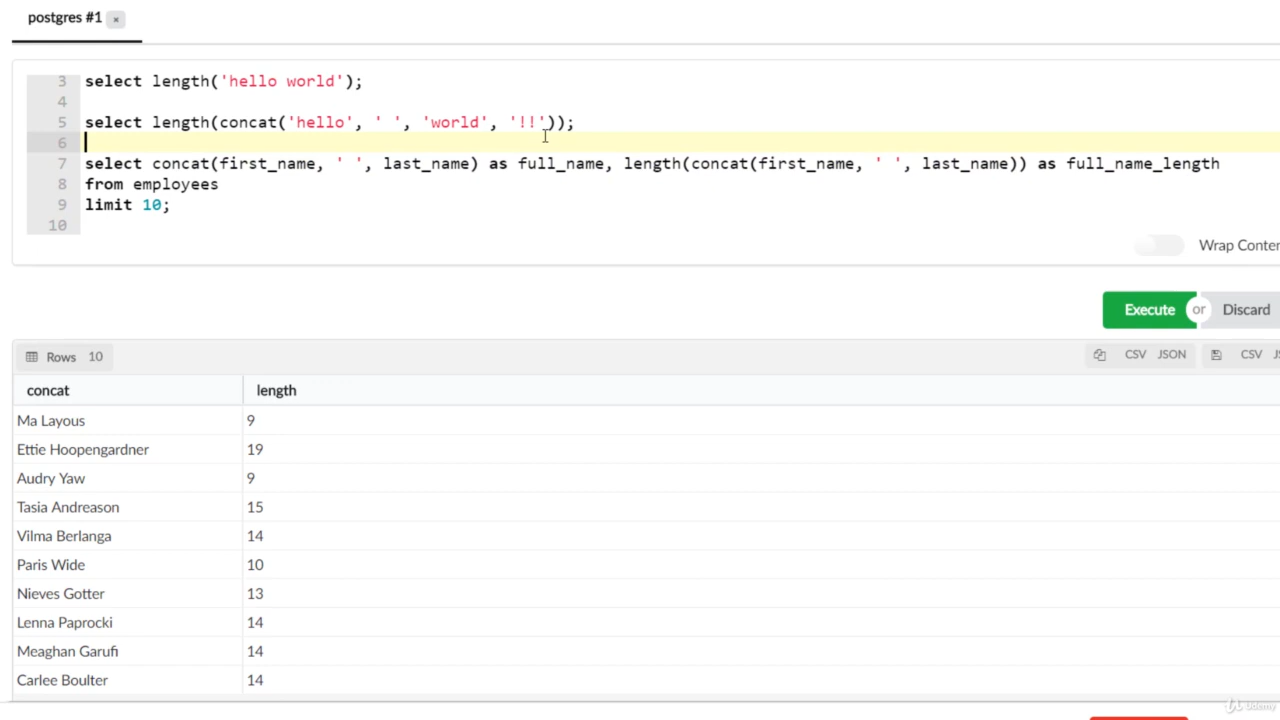 postgres #1 ×
3 select length('hello world');
4
5 select length(concat('hello', ' ', 'world', '!!'));
6
7 select concat(first_name, ' ', last_name) as full_name, length(concat(first_name, ' ', last_name)) as full_name_length
8 from employees
9 limit 10;
10
Wrap Conter
Execute or Discard
Rows 10 CSV JSON CSV JS
concat length
Ma Layous 9
Ettie Hoopengardner 19
Audry Yaw 9
Tasia Andreason 15
Vilma Berlanga 14
Paris Wide 10
Nieves Gotter 13
Lenna Paprocki 14
Meaghan Garufi 14
Carlee Boulter 14
Udemy